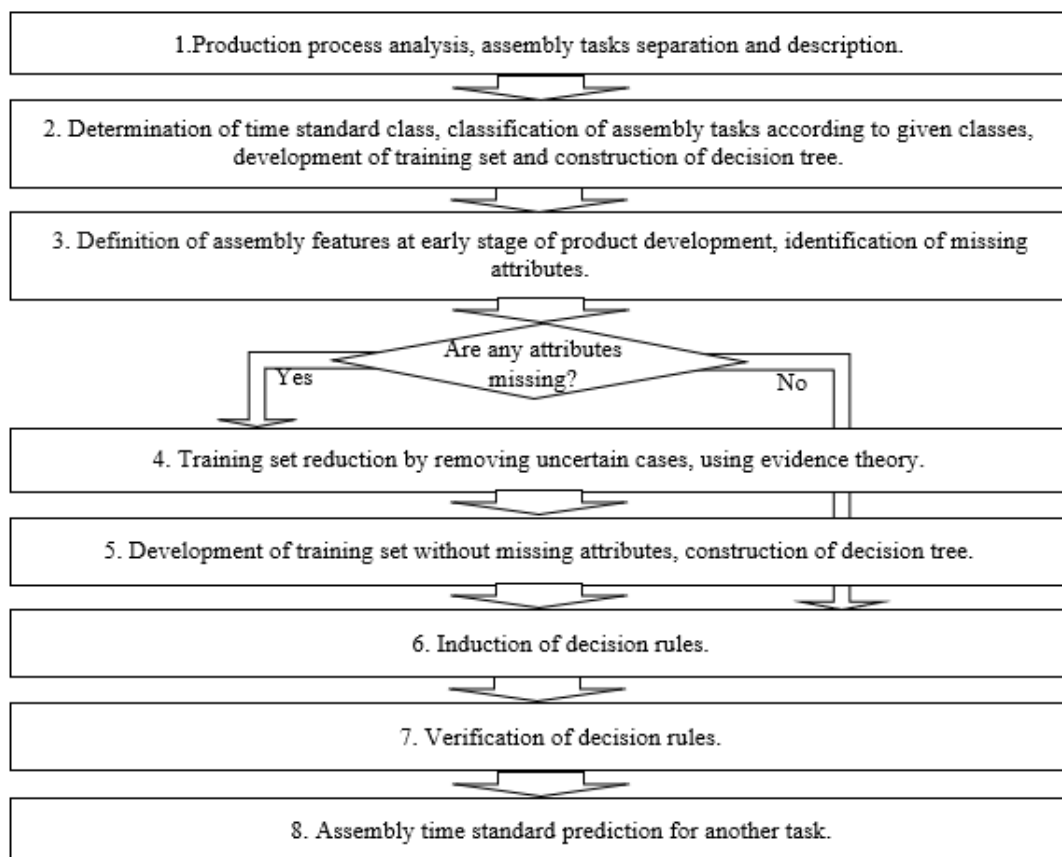 1.Production process analysis, assembly tasks separation and description.
2. Determination of time standard class, classification of assembly tasks according to given classes,
development of training set and construction of decision tree.
3. Definition of assembly features at early stage of product development, identification of missing
attributes.
Are any attributes
missing?
Yes
No
4. Training set reduction by removing uncertain cases, using evidence theory.
5. Development of training set without missing attributes, construction of decision tree.
6. Induction of decision rules.
7. Verification of decision rules.
8. Assembly time standard prediction for another task.